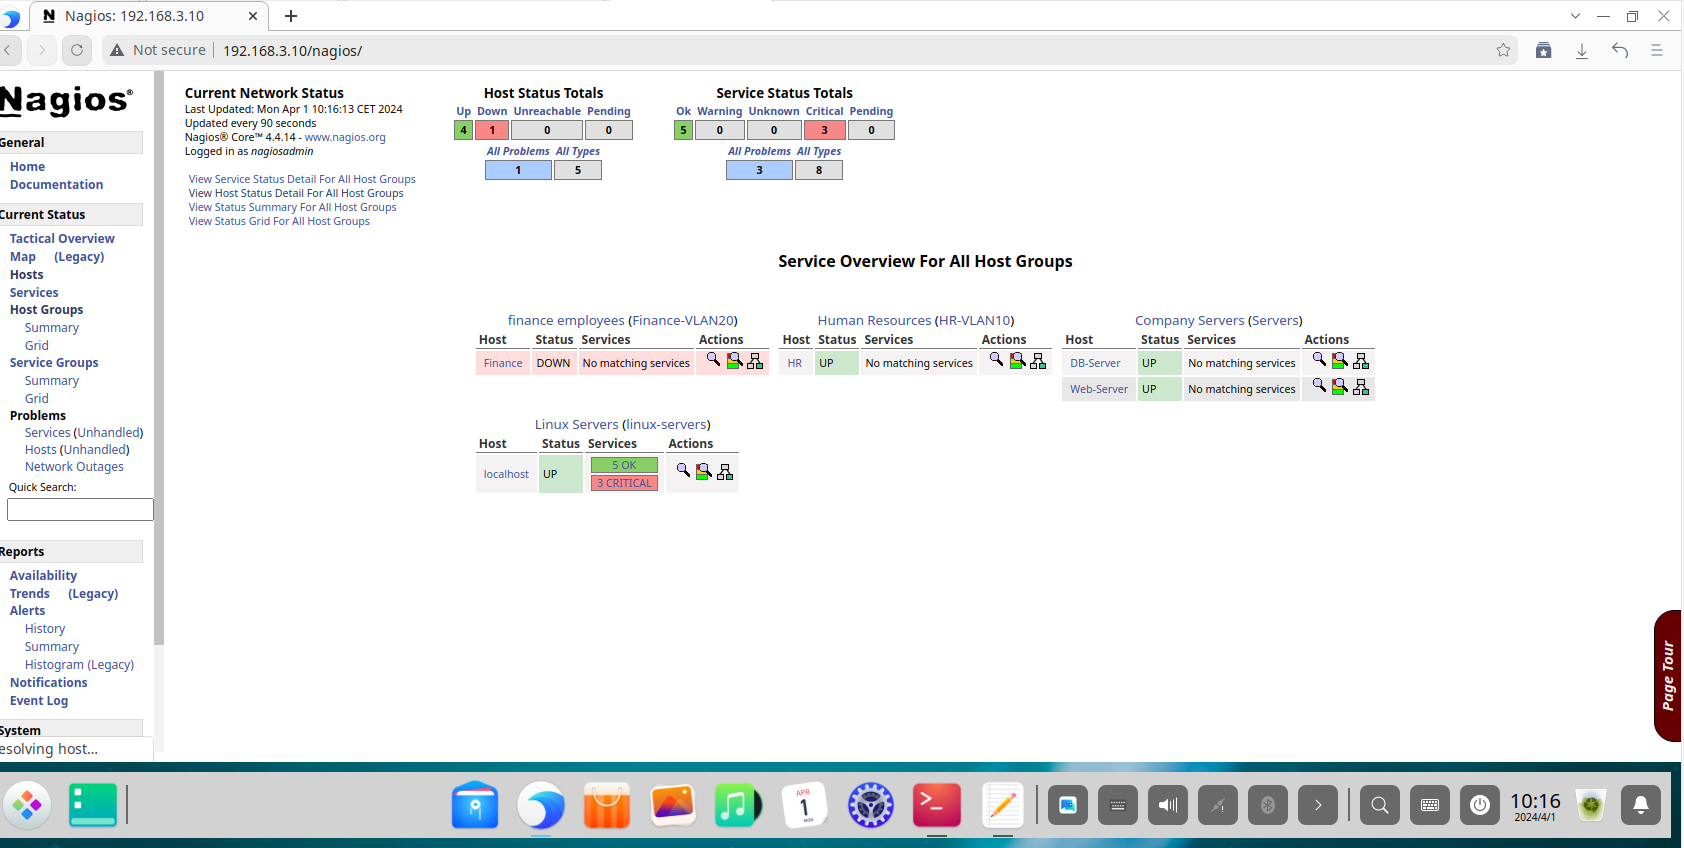 Nagios: 192.168.3.10
Not secure
192.168.3.10/nagios/
Nagios®
General
Home
Documentation
Current Status
Tactical Overview
Map (Legacy)
Hosts
Services
Host Groups
Summary
Grid
Service Groups
Summary
Grid
Problems
Services (Unhandled)
Hosts (Unhandled)
Network Outages
Quick Search:
Reports
Availability
Trends (Legacy)
Alerts
History
Summary
Histogram (Legacy)
Notifications
Event Log
System
esolving host...
Current Network Status
Last Updated: Mon Apr 1 10:16:13 CET 2024
Updated every 90 seconds
Nagios® Core™ 4.4.14 - www.nagios.org
Logged in as nagiosadmin
View Service Status Detail For All Host Groups
View Host Status Detail For All Host Groups
View Status Summary For All Host Groups
View Status Grid For All Host Groups
Host Status Totals
Up Down Unreachable Pending
4 1 0 0
All Problems All Types
1 5
Service Status Totals
Ok Warning Unknown Critical Pending
5 0 0 3 0
All Problems All Types
3 8
Service Overview For All Host Groups
finance employees (Finance-VLAN20)
Host Status Services Actions
Finance DOWN No matching services
Human Resources (HR-VLAN10)
Host Status Services Actions
HR UP No matching services
Company Servers (Servers)
Host Status Services Actions
DB-Server UP No matching services
Web-Server UP No matching services
Linux Servers (linux-servers)
Host Status Services Actions
localhost UP 5 OK
3 CRITICAL
Page Tour
APR
1
MON
10:16
2024/4/1